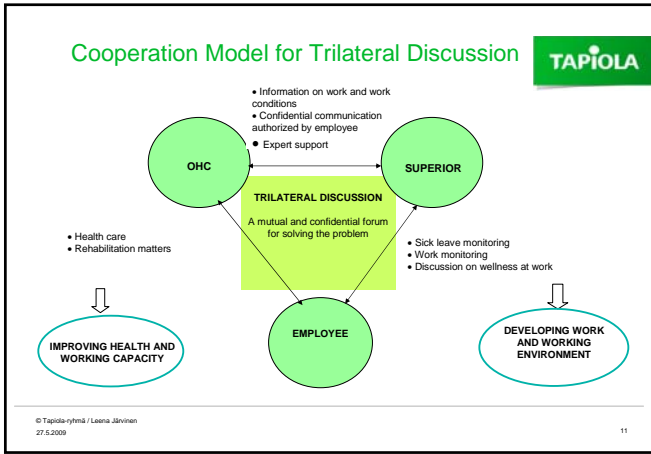 Cooperation Model for Trilateral Discussion
TAPIOLA
• Information on work and work
conditions
• Confidential communication
authorized by employee
• Expert support
OHC
SUPERIOR
TRILATERAL DISCUSSION
A mutual and confidential forum
for solving the problem
• Health care
• Rehabilitation matters
• Sick leave monitoring
• Work monitoring
• Discussion on wellness at work
EMPLOYEE
IMPROVING HEALTH AND
WORKING CAPACITY
DEVELOPING WORK
AND WORKING
ENVIRONMENT
© Tapiola-ryhmä / Leena Järvinen
27.5.2009
11